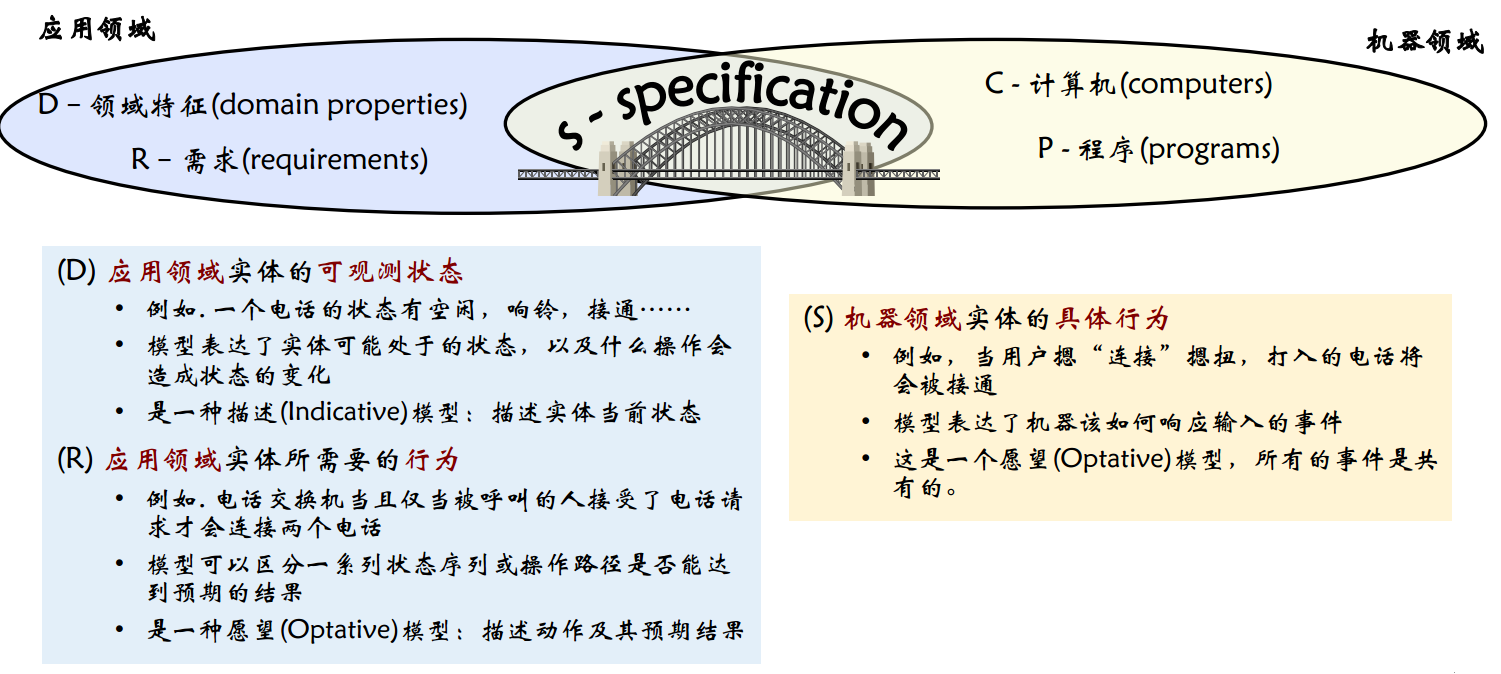 应用领域
机器领域
D – 领域特征(domain properties)
R – 需求(requirements)
s - specification
C - 计算机(computers)
P - 程序(programs)
(D) 应用领域实体的可观测状态
• 例如.一个电话的状态有空闲，响铃，接通……
• 模型表达了实体可能处于的状态，以及什么操作会
造成状态的变化
• 是一种描述(Indicative)模型：描述实体当前状态
(R) 应用领域实体所需要的行为
• 例如.电话交换机当且仅当被呼叫的人接受了电话请
求才会连接两个电话
• 模型可以区分一系列状态序列或操作路径是否能达
到预期的结果
• 是一种愿望(Optative)模型：描述动作及其预期结果
(S) 机器领域实体的具体行为
• 例如，当用户摁“连接”摁扭，打入的电话将
会被接通
• 模型表达了机器该如何响应输入的事件
• 这是一个愿望(Optative)模型，所有的事件是共
有的。